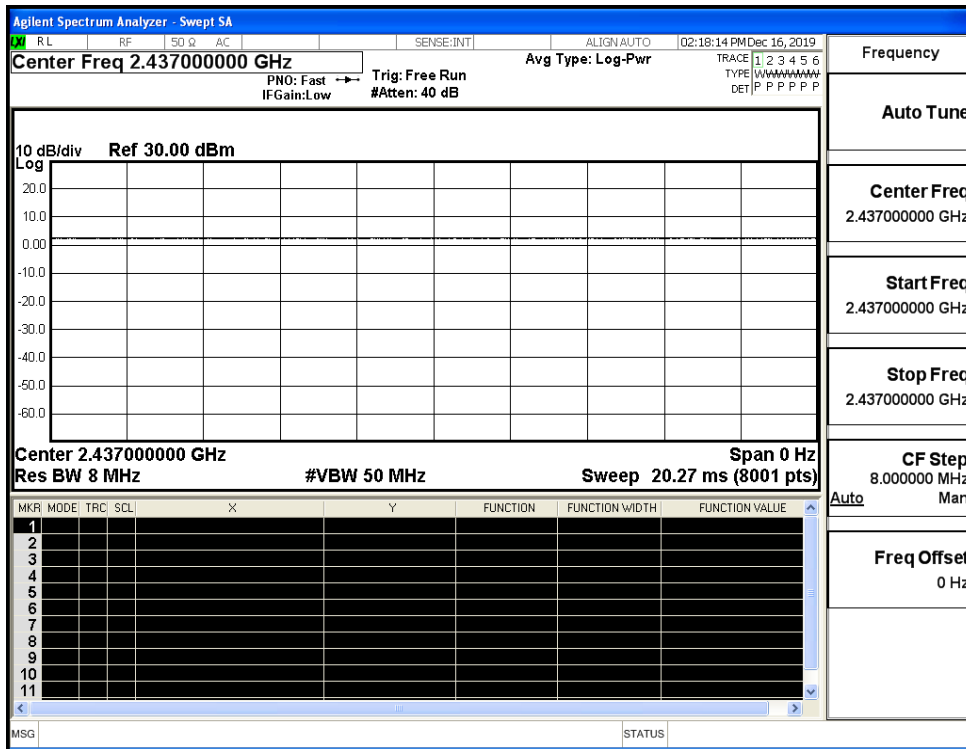 Agilent Spectrum Analyzer - Swept SA
LXI RL RF 50 Ω AC SENSE:INT ALIGN AUTO 02:18:14 PM Dec 16, 2019
Center Freq 2.437000000 GHz
PNO: Fast
IFGain:Low
Trig: Free Run
#Atten: 40 dB
Avg Type: Log-Pwr
TRACE 1 2 3 4 5 6
TYPE WWWWWW
DET P P P P P P
10 dB/div Ref 30.00 dBm
Log
20.0
10.0
0.00
-10.0
-20.0
-30.0
-40.0
-50.0
-60.0
Center 2.437000000 GHz Span 0 Hz
Res BW 8 MHz #VBW 50 MHz Sweep 20.27 ms (8001 pts)
MKR MODE TRC SCL X Y FUNCTION FUNCTION WIDTH FUNCTION VALUE
1
2
3
4
5
6
7
8
9
10
11
MSG STATUS
Frequency
Auto Tune
Center Freq
2.437000000 GHz
Start Freq
2.437000000 GHz
Stop Freq
2.437000000 GHz
CF Step
8.000000 MHz
Auto Man
Freq Offset
0 Hz